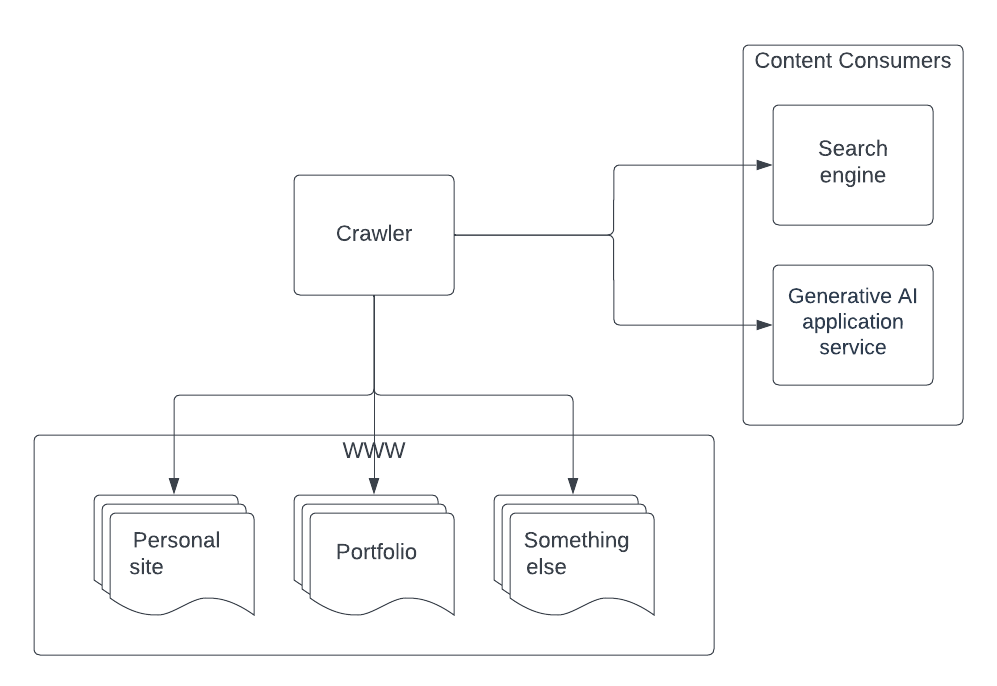 Content Consumers
Search
engine
Crawler
Generative AI
application
service
WWW
Personal
site
Portfolio
Something
else